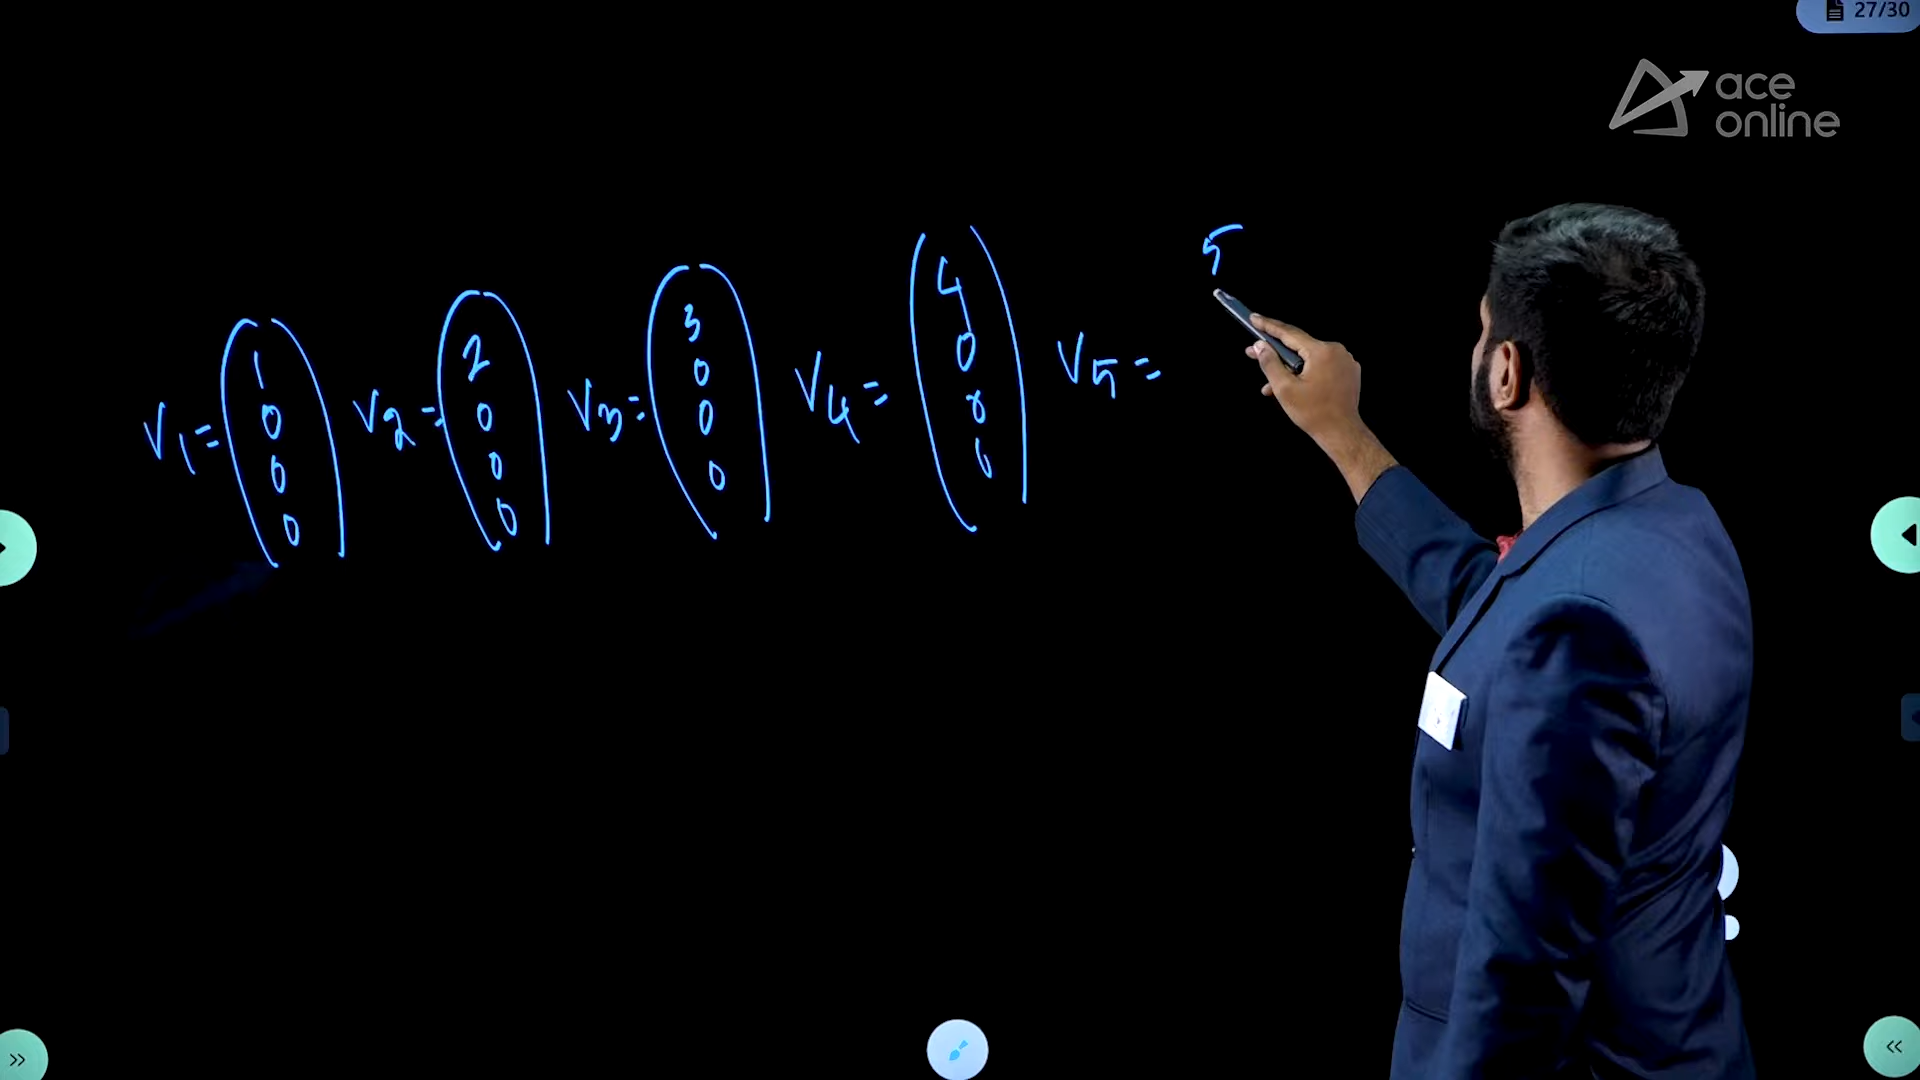 27/30
ace
online
V1 = (1 0 0 0) V2 = (2 0 0 0) V3 = (3 0 0 0) V4 = (4 0 0 0) V5 = 5